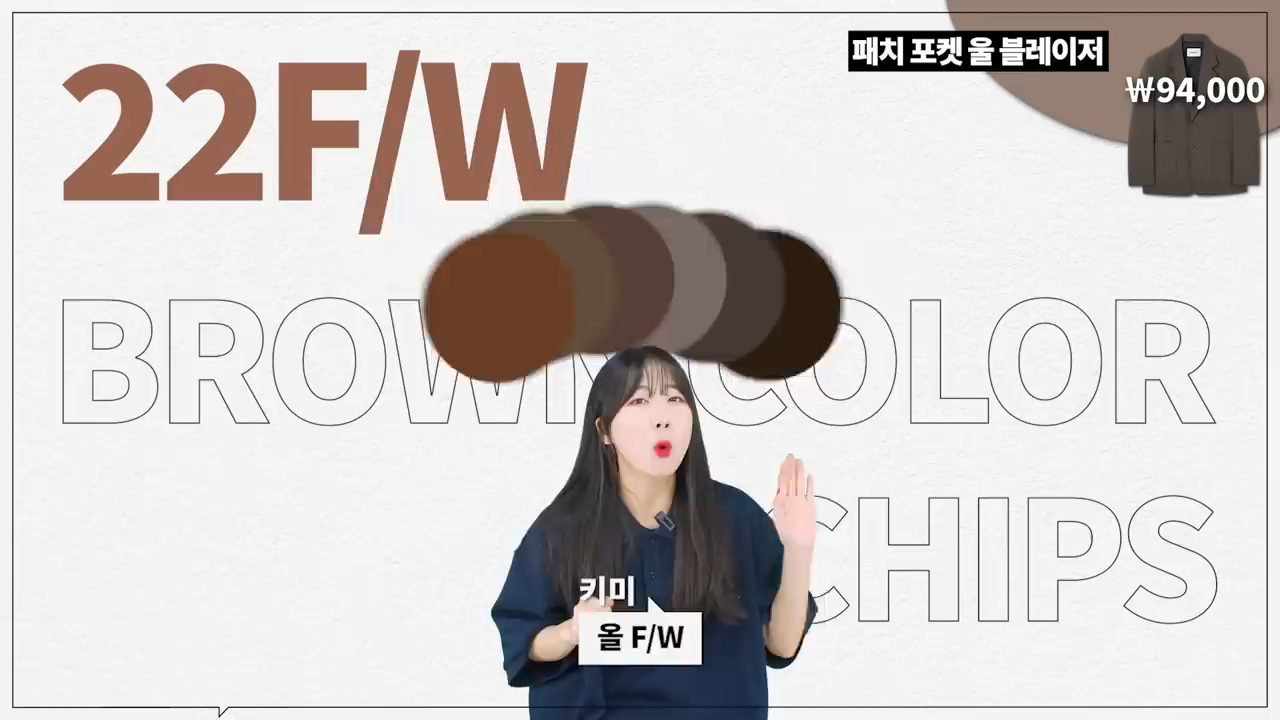 22F/W
패치 포켓 울 블레이저
₩94,000
BROWN COLOR
CHIPS
키미
올 F/W